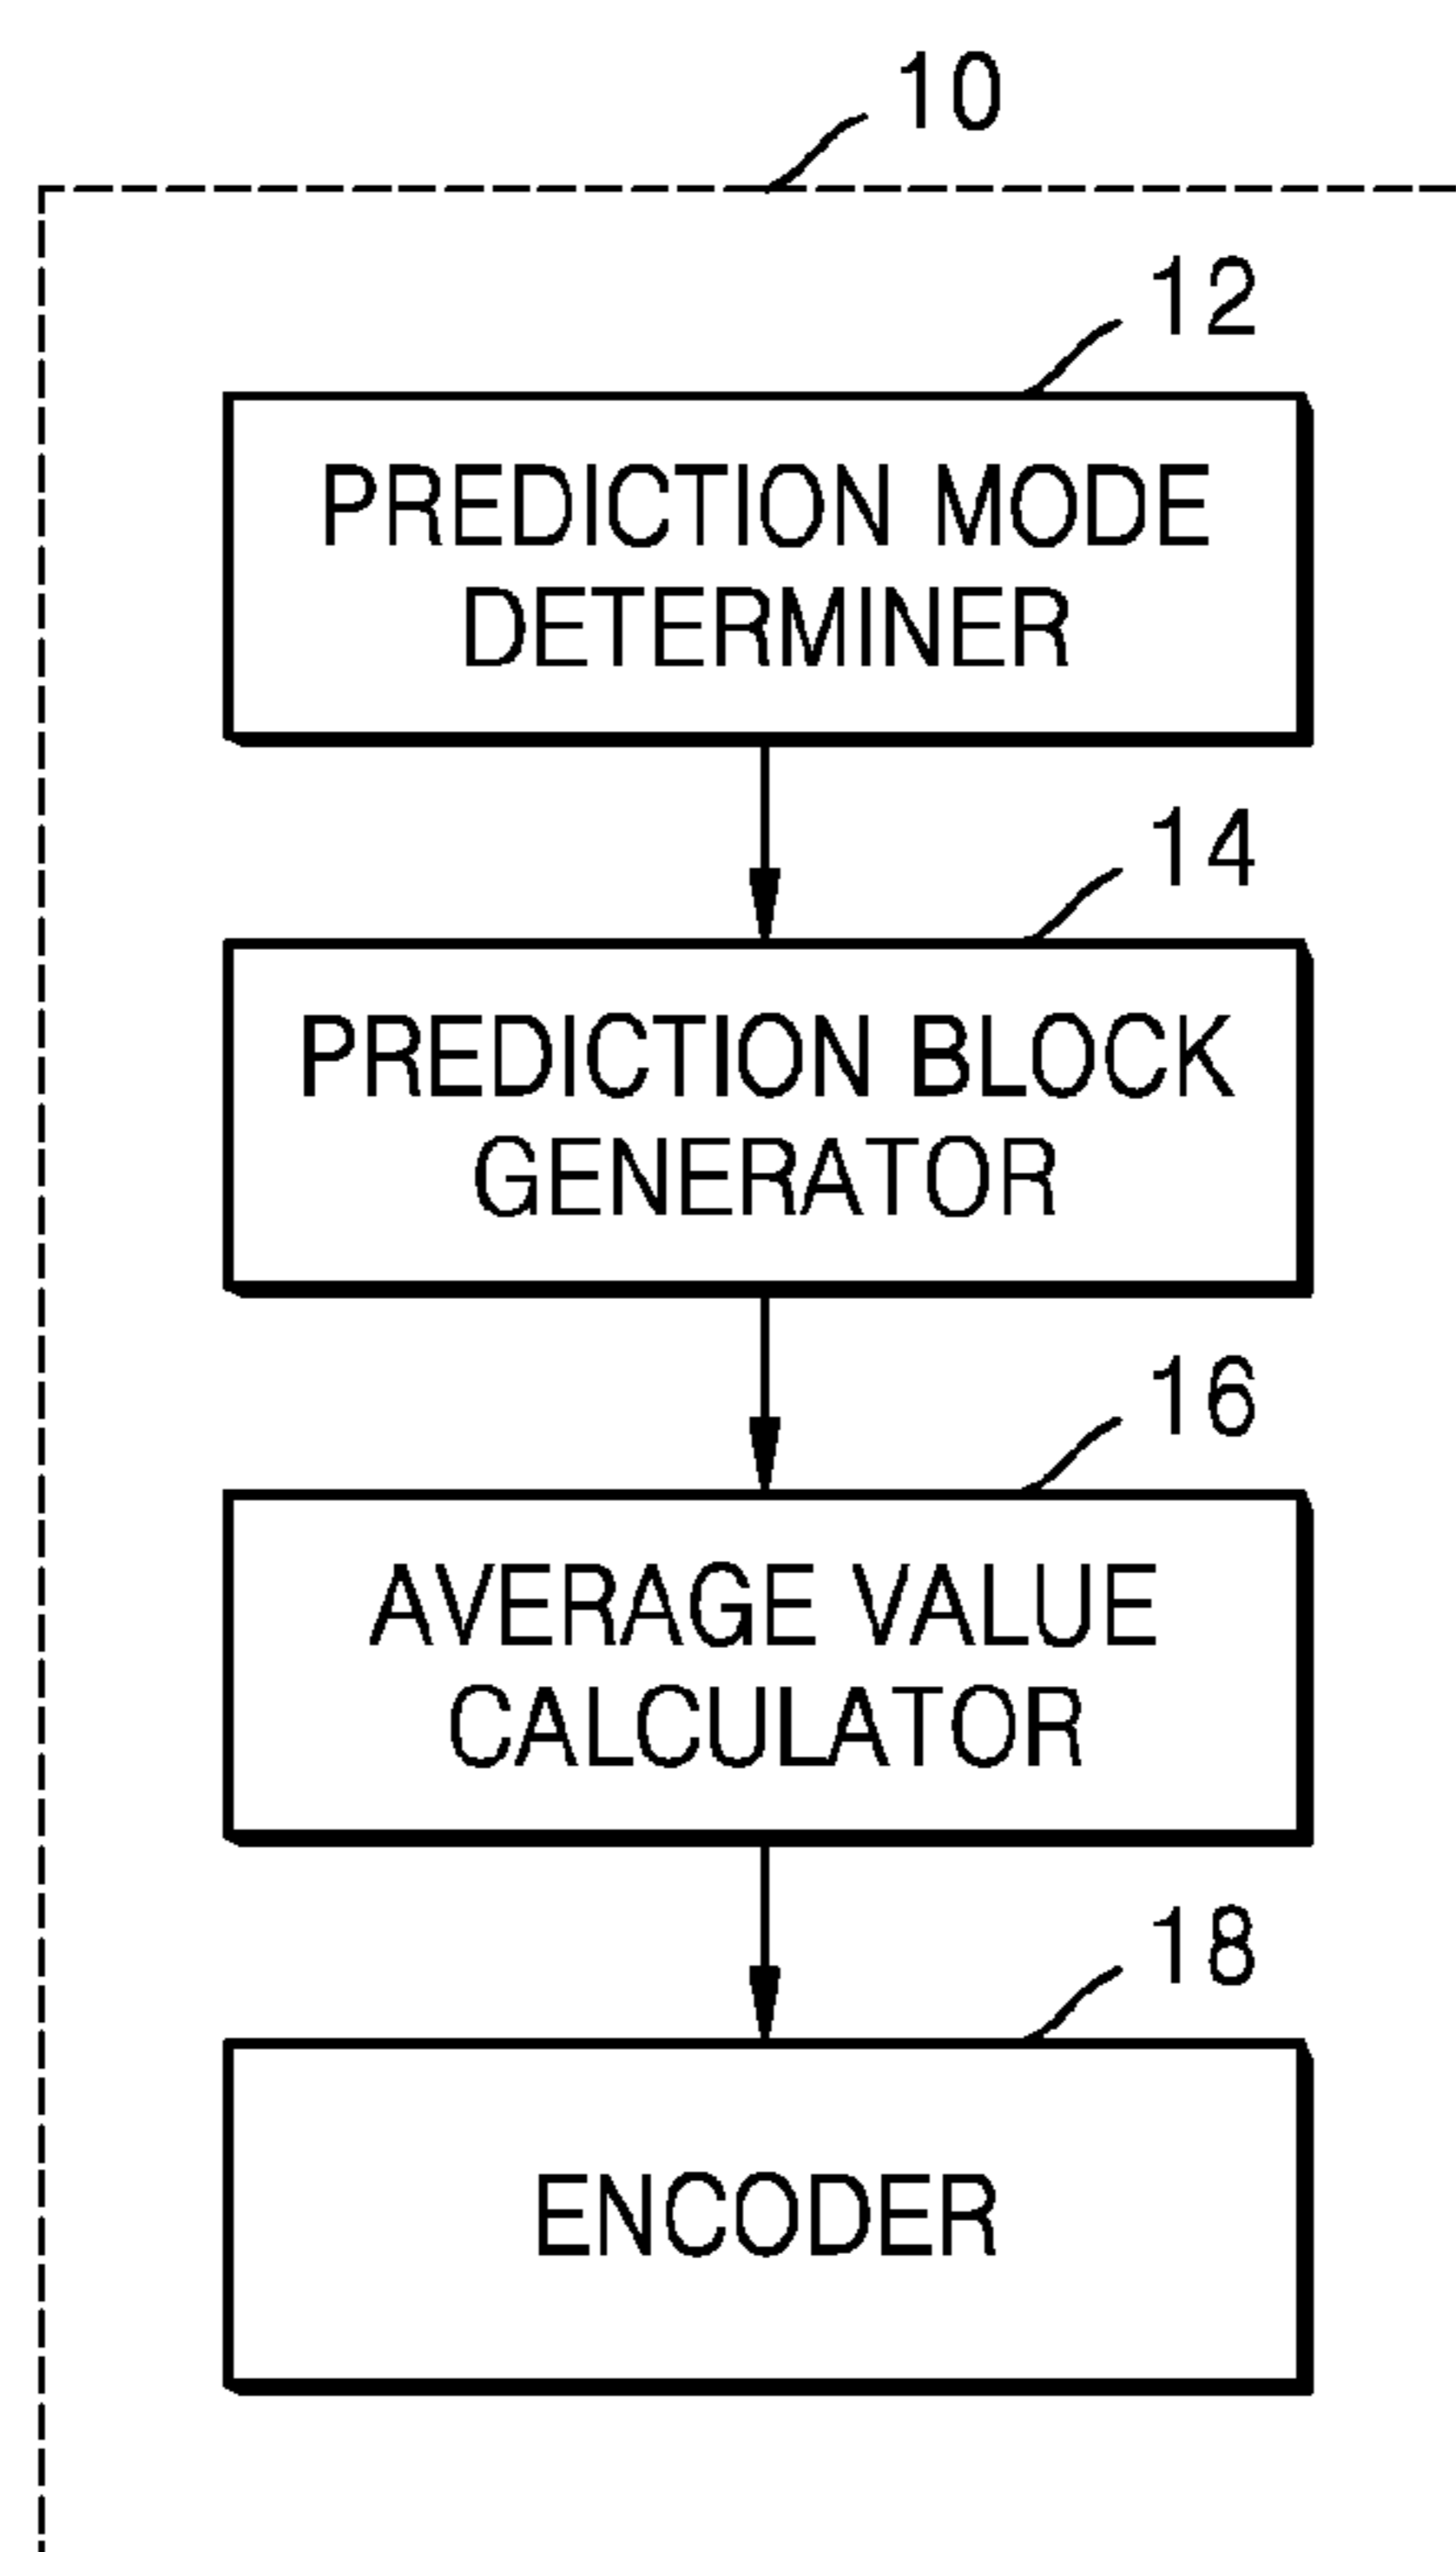 10
12
PREDICTION MODE
DETERMINER
14
PREDICTION BLOCK
GENERATOR
16
AVERAGE VALUE
CALCULATOR
18
ENCODER